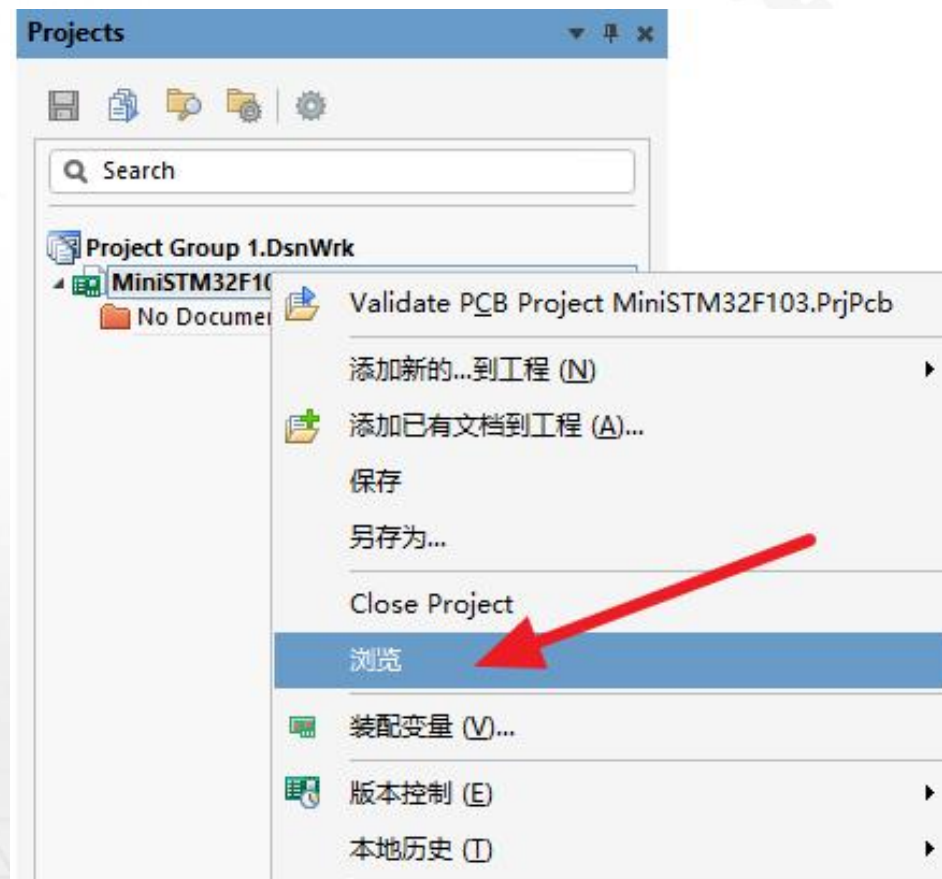 Projects
Search
Project Group 1.DsnWrk
MiniSTM32F10
No Documen
Validate PCB Project MiniSTM32F103.PrjPcb
添加新的...到工程 (N)
添加已有文档到工程 (A)...
保存
另存为...
Close Project
浏览
装配变量 (V)...
版本控制 (E)
本地历史 (T)